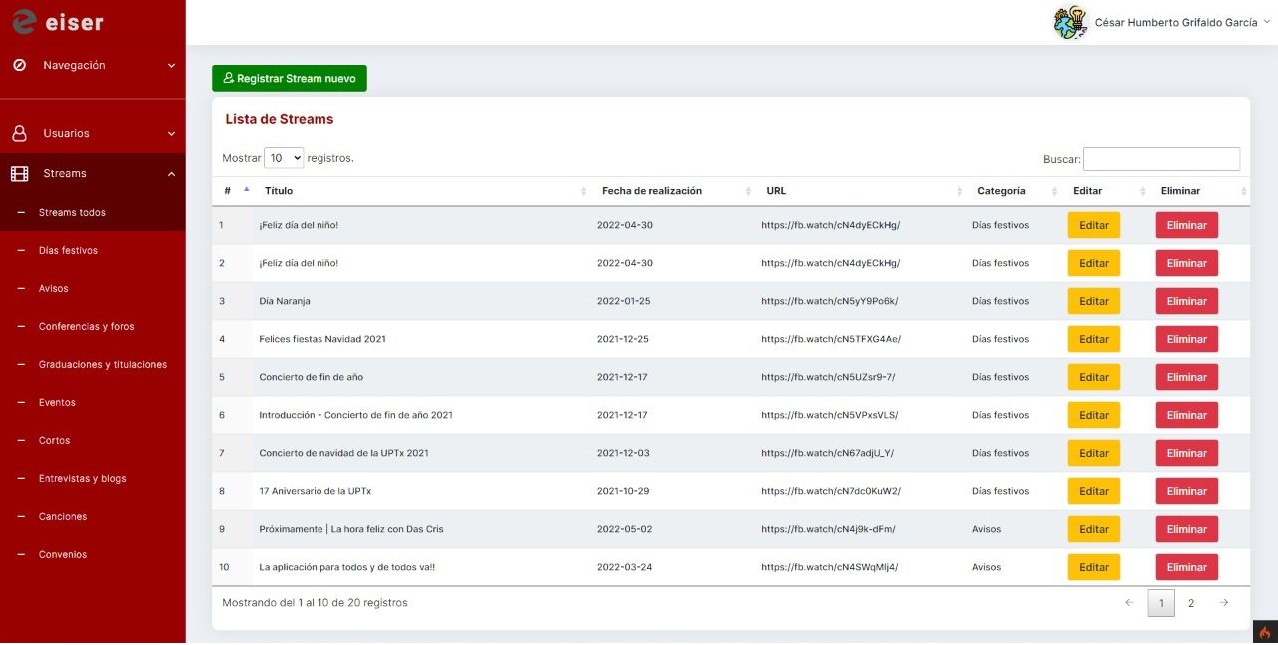 eiser
César Humberto Grifaldo García
Navegación
Usuarios
Streams
Streams todos
Días festivos
Avisos
Conferencias y foros
Graduaciones y titulaciones
Eventos
Cortos
Entrevistas y blogs
Canciones
Convenios
Registrar Stream nuevo
Lista de Streams
Mostrar 10 registros.
Buscar:
# Título Fecha de realización URL Categoría Editar Eliminar
1 ¡Feliz día del niño! 2022-04-30 https://fb.watch/cN4dyECkHg/ Días festivos Editar Eliminar
2 ¡Feliz día del niño! 2022-04-30 https://fb.watch/cN4dyECkHg/ Días festivos Editar Eliminar
3 Día Naranja 2022-01-25 https://fb.watch/cN5yY9Po6k/ Días festivos Editar Eliminar
4 Felices fiestas Navidad 2021 2021-12-25 https://fb.watch/cN5TFXG4Ae/ Días festivos Editar Eliminar
5 Concierto de fin de año 2021-12-17 https://fb.watch/cN5UZsr9-7/ Días festivos Editar Eliminar
6 Introducción - Concierto de fin de año 2021 2021-12-17 https://fb.watch/cN5VPxsVLS/ Días festivos Editar Eliminar
7 Concierto de navidad de la UPTx 2021 2021-12-03 https://fb.watch/cN67adjU_Y/ Días festivos Editar Eliminar
8 17 Aniversario de la UPTx 2021-10-29 https://fb.watch/cN7dc0KuW2/ Días festivos Editar Eliminar
9 Próximamente | La hora feliz con Das Cris 2022-05-02 https://fb.watch/cN4j9k-dFm/ Avisos Editar Eliminar
10 La aplicación para todos y de todos va!! 2022-03-24 https://fb.watch/cN4SWqMlj4/ Avisos Editar Eliminar
Mostrando del 1 al 10 de 20 registros
← 1 2 →